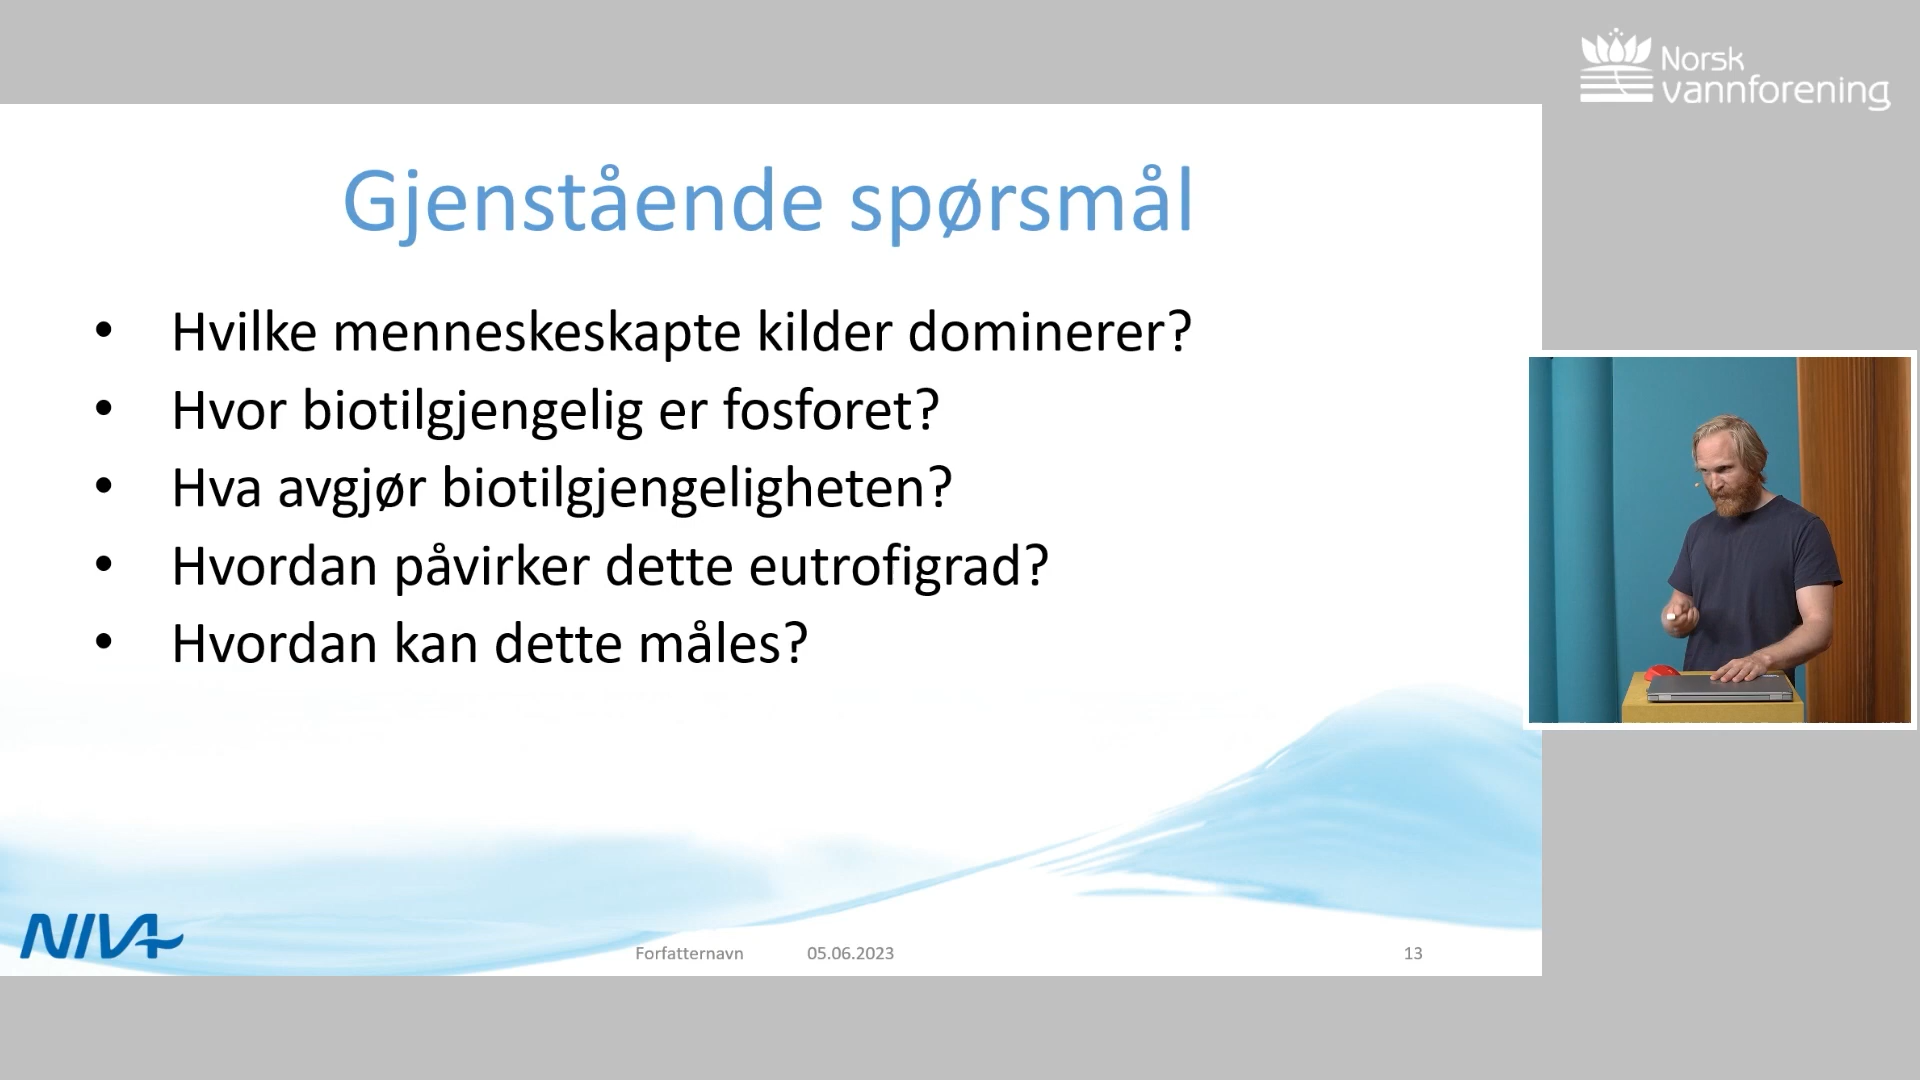 Norsk
vannforening
Gjenstående spørsmål
• Hvilke menneskeskapte kilder dominerer?
• Hvor biotilgjengelig er fosforet?
• Hva avgjør biotilgjengeligheten?
• Hvordan påvirker dette eutrofigrad?
• Hvordan kan dette måles?
NIVA
Forfatternavn 05.06.2023 13